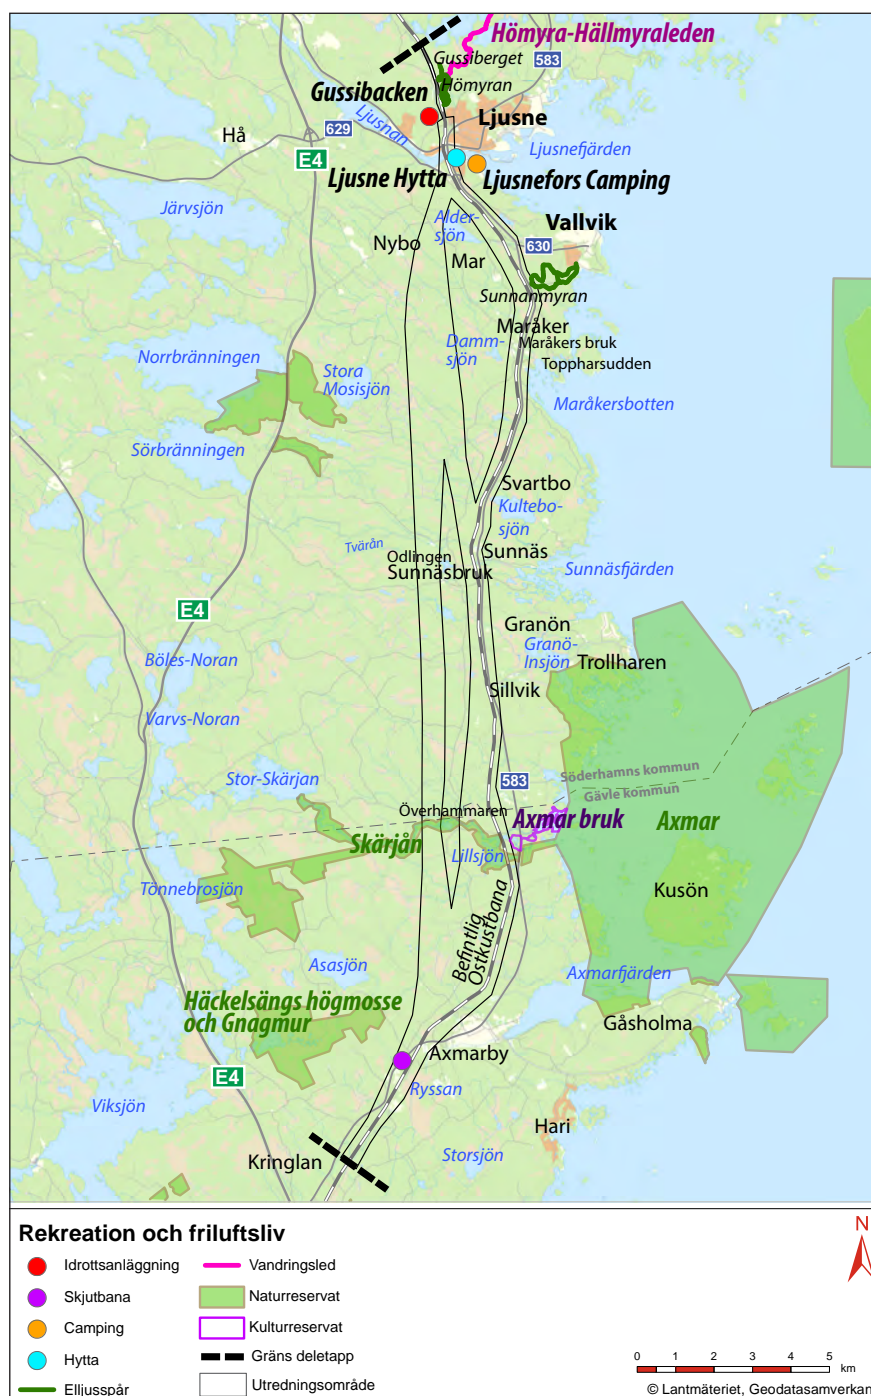 Hömyra-Hällmyraleden
Gussiberget
583
Hömyran
Gussibacken
Ljusne
Ljusnan
629
Hå
E4
Ljusnefjärden
Ljusne Hytta
Ljusnefors Camping
Järvsjön
Alder-
sjön
Vallvik
Nybo
630
Mar
Sunnanmyran
Maråker
Maråkers bruk
Damm-
sjön
Toppharsudden
Norrbränningen
Stora
Mosisjön
Maråkersbotten
Sörbränningen
Svartbo
Kultebo-
sjön
Tvärån
Odlingen
Sunnäs
Sunnäsbruk
Sunnäsfjärden
E4
Granön
Granö-
Insjön
Böles-Noran
Trollharen
Sillvik
Varvs-Noran
Stor-Skärjan
583
Söderhamns kommun
Gävle kommun
Överhammaren
Axmar bruk
Axmar
Skärjån
Lillsjön
Tönnebrosjön
Kusön
Befintlig
Ostkustbana
Asasjön
Axmarfjärden
Häckelsängs högmosse
och Gnagmur
Gåsholma
Axmarby
E4
Ryssan
Viksjön
Hari
Kringlan
Storsjön
Rekreation och friluftsliv
Idrottsanläggning
Skjutbana
Camping
Hytta
Elljusspår
Vandringsled
Naturreservat
Kulturreservat
Gräns deletapp
Utredningsområde
N
0 1 2 3 4 5
km
© Lantmäteriet, Geodatasamverkan